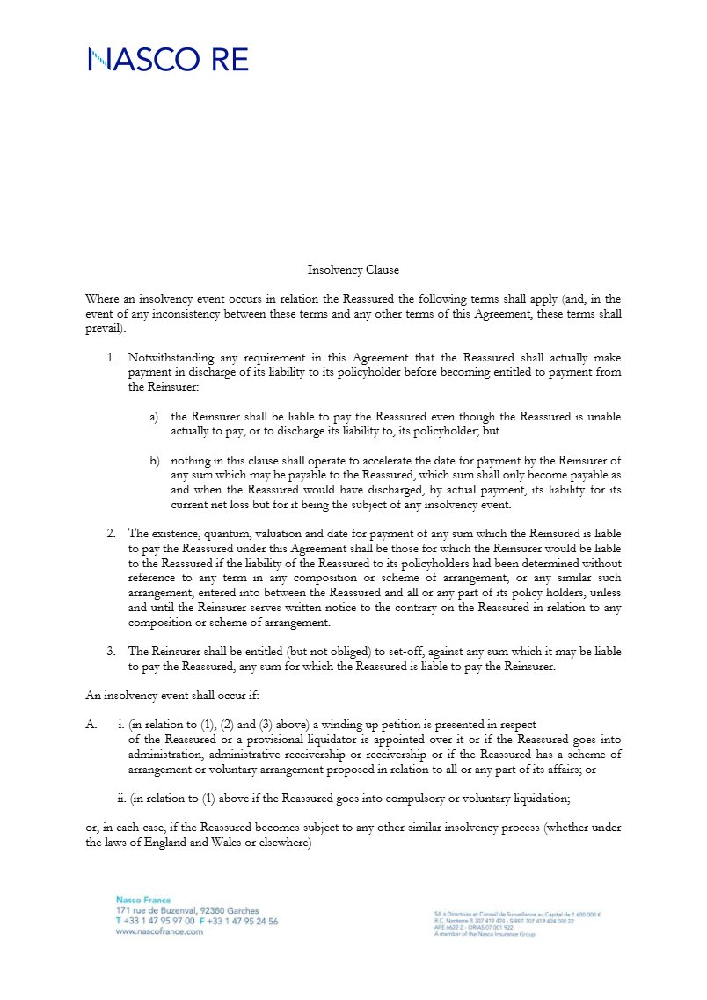 NASCO RE
Insolvency Clause
Where an insolvency event occurs in relation the Reassured the following terms shall apply (and, in the
event of any inconsistency between these terms and any other terms of this Agreement, these terms shall
prevail).
1. Notwithstanding any requirement in this Agreement that the Reassured shall actually make
payment in discharge of its liability to its policyholder before becoming entitled to payment from
the Reinsurer:
a) the Reinsurer shall be liable to pay the Reassured even though the Reassured is unable
actually to pay, or to discharge its liability to, its policyholder; but
b) nothing in this clause shall operate to accelerate the date for payment by the Reinsurer of
any sum which may be payable to the Reassured, which sum shall only become payable as
and when the Reassured would have discharged, by actual payment, its liability for its
current net loss but for it being the subject of any insolvency event.
2. The existence, quantum, valuation and date for payment of any sum which the Reinsured is liable
to pay the Reassured under this Agreement shall be those for which the Reinsurer would be liable
to the Reassured if the liability of the Reassured to its policyholders had been determined without
reference to any term in any composition or scheme of arrangement, or any similar such
arrangement, entered into between the Reassured and all or any part of its policy holders, unless
and until the Reinsurer serves written notice to the contrary on the Reassured in relation to any
composition or scheme of arrangement.
3. The Reinsurer shall be entitled (but not obliged) to set-off, against any sum which it may be liable
to pay the Reassured, any sum for which the Reassured is liable to pay the Reinsurer.
An insolvency event shall occur if:
A. i. (in relation to (1), (2) and (3) above) a winding up petition is presented in respect
of the Reassured or a provisional liquidator is appointed over it or if the Reassured goes into
administration, administrative receivership or receivership or if the Reassured has a scheme of
arrangement or voluntary arrangement proposed in relation to all or any part of its affairs; or
ii. (in relation to (1) above if the Reassured goes into compulsory or voluntary liquidation;
or, in each case, if the Reassured becomes subject to any other similar insolvency process (whether under
the laws of England and Wales or elsewhere)
Nasco France
171 rue de Buzenval, 92380 Garches
T +33 1 47 95 97 00 F +33 1 47 95 24 56
www.nascofrance.com
SA à Directoire et Conseil de Surveillance au Capital de 1 600 000 €
R.C. Nanterre B 307 419 424 - SIRET 307 419 424 000 22
APE 6622 Z - ORIAS 07 001 922
A member of the Nasco Insurance Group